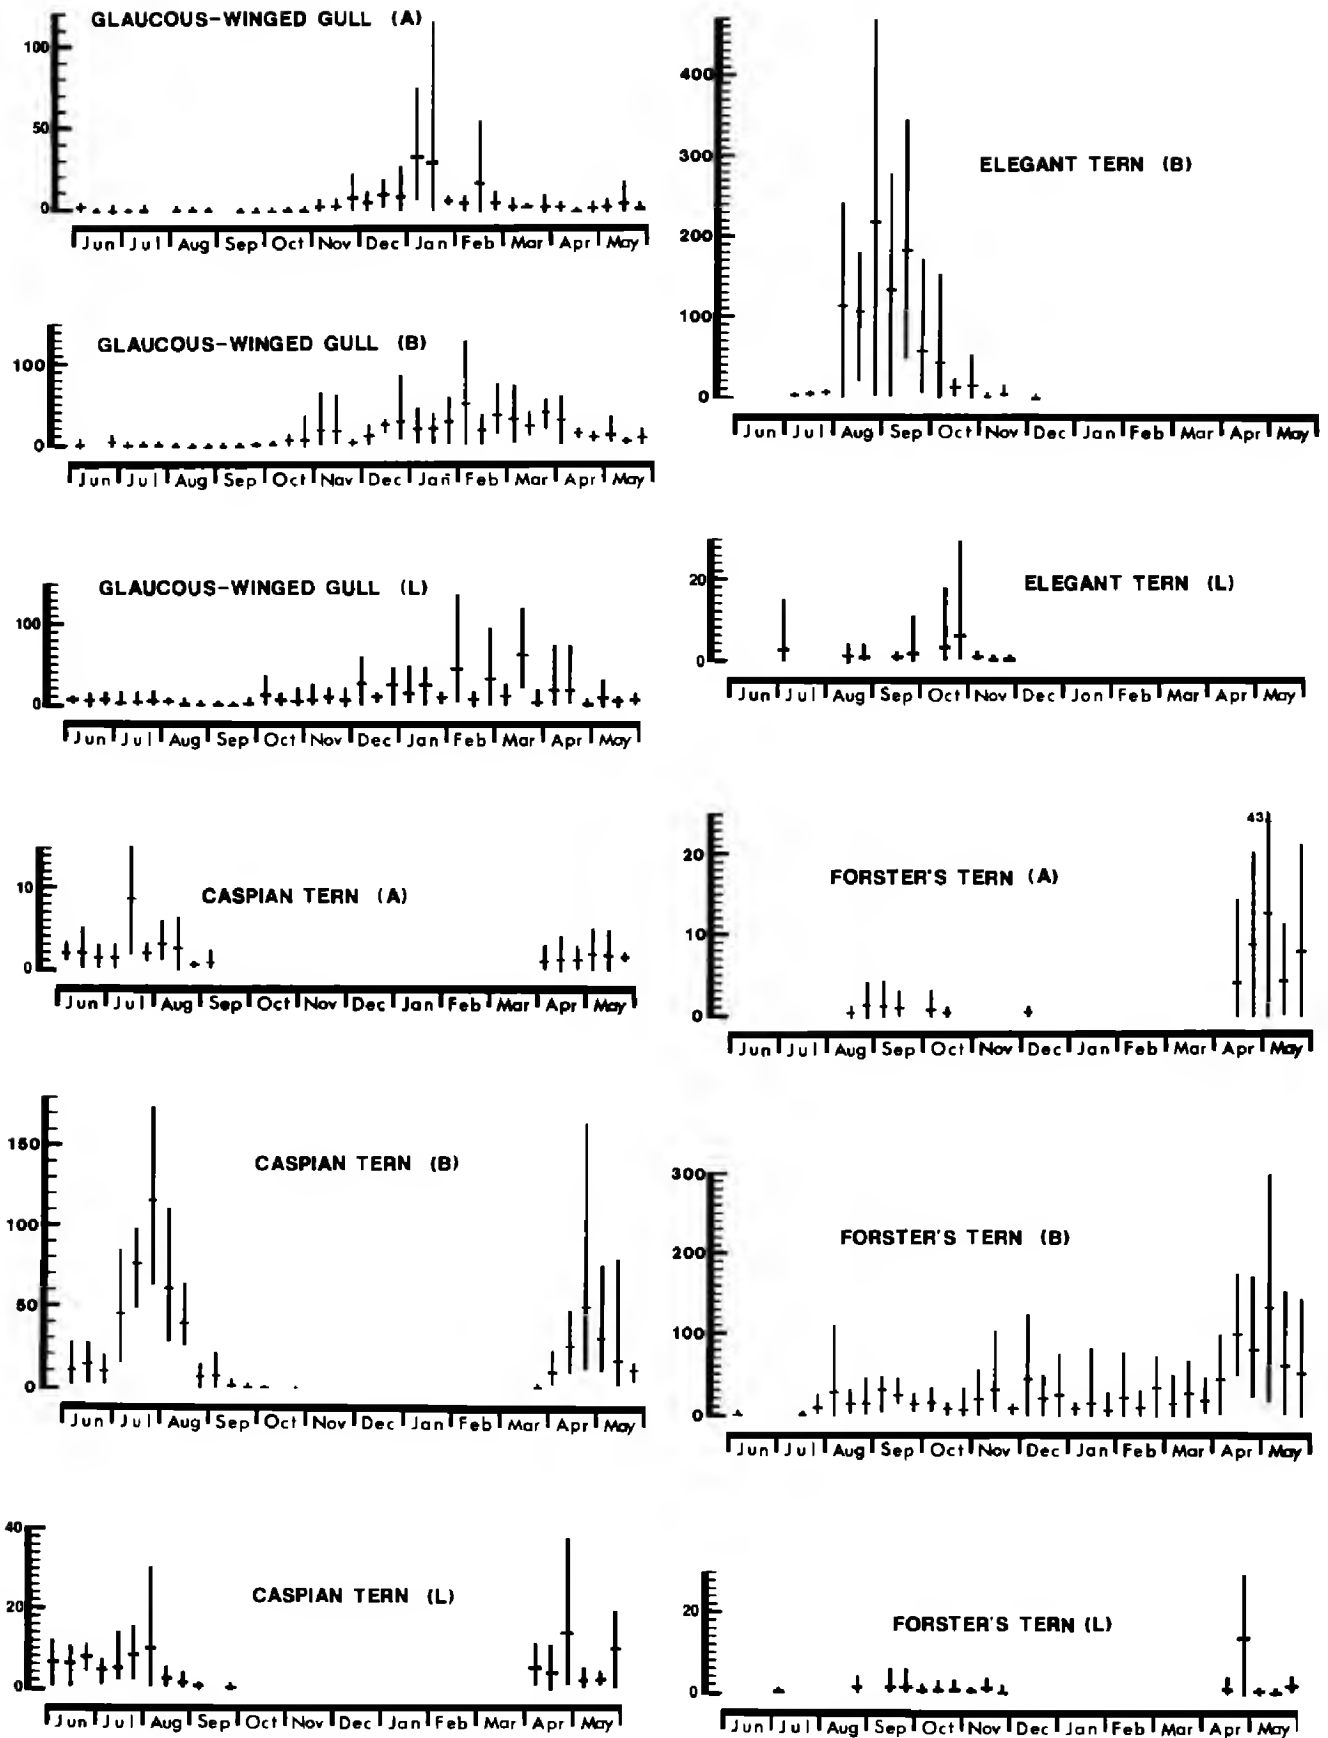 GLAUCOUS-WINGED GULL (A)
100
50
0
Jun Jul Aug Sep Oct Nov Dec Jan Feb Mar Apr May
GLAUCOUS-WINGED GULL (B)
100
0
Jun Jul Aug Sep Oct Nav Dec Jan Feb Mar Apr May
GLAUCOUS-WINGED GULL (L)
100
0
Jun Jul Aug Sep Oct Nov Dec Jan Feb Mar Apr May
CASPIAN TERN (A)
10
0
Jun Jul Aug Sep Oct Nov Dec Jan Feb Mar Apr May
CASPIAN TERN (B)
150
100
50
0
Jun Jul Aug Sep Oct Nov Dec Jan Feb Mar Apr May
CASPIAN TERN (L)
40
20
0
Jun Jul Aug Sep Oct Nov Dec Jan Feb Mar Apr May
ELEGANT TERN (B)
400
300
200
100
0
Jun Jul Aug Sep Oct Nov Dec Jan Feb Mar Apr May
ELEGANT TERN (L)
20
0
Jun Jul Aug Sep Oct Nov Dec Jon Feb Mar Apr May
FORSTER'S TERN (A)
43
20
10
0
Jun Jul Aug Sep Oct Nov Dec Jan Feb Mar Apr May
FORSTER'S TERN (B)
300
200
100
0
Jun Jul Aug Sep Oct Nov Dec Jan Feb Mar Apr May
FORSTER'S TERN (L)
20
0
Jun Jul Aug Sep Oct Nov Dec Jan Feb Mar Apr May